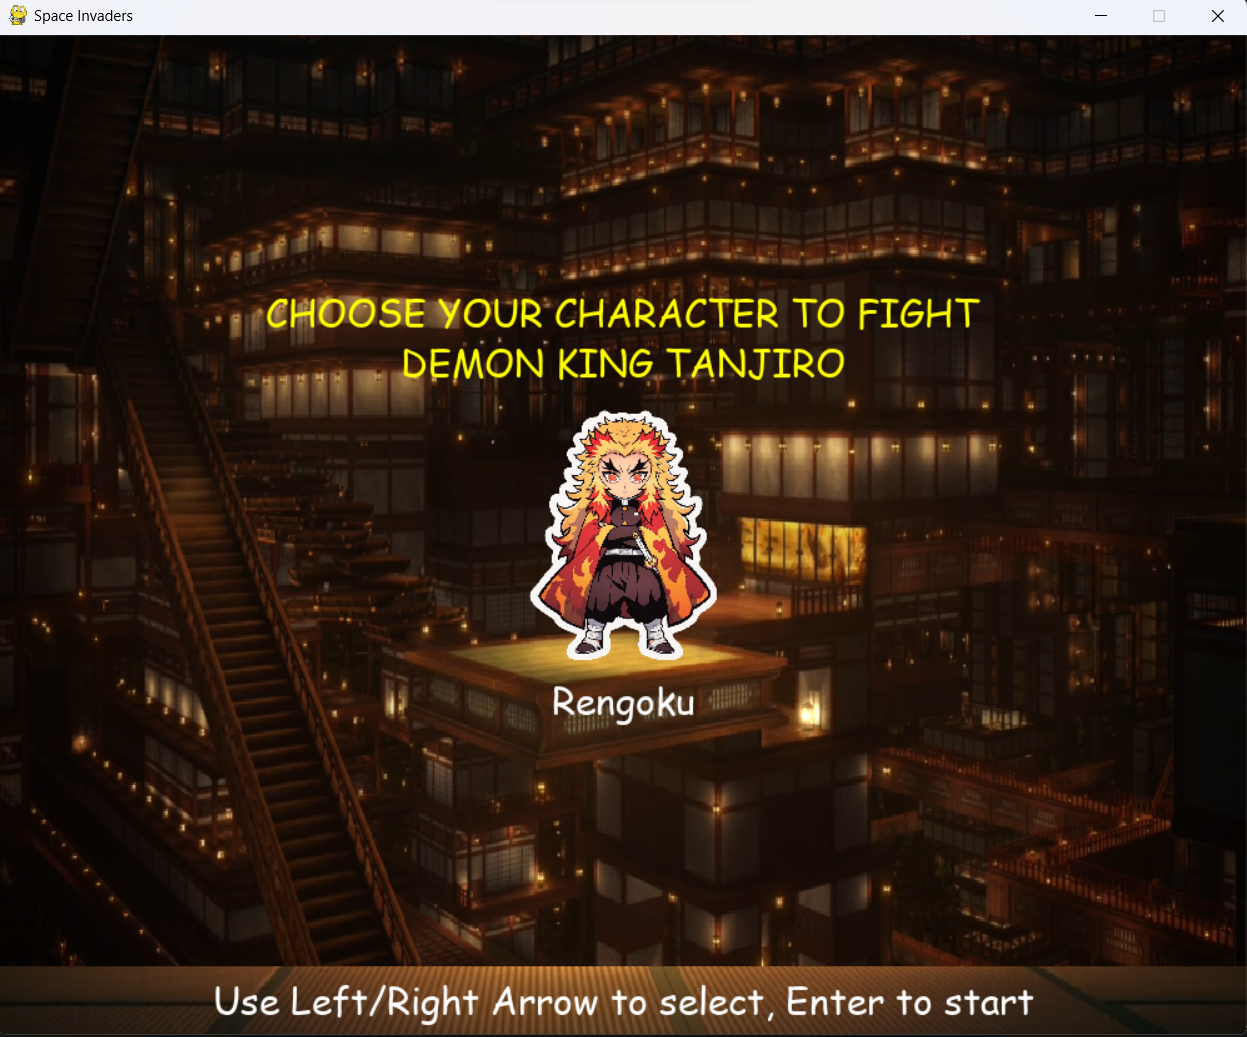 Space Invaders
CHOOSE YOUR CHARACTER TO FIGHT
DEMON KING TANJIRO
Rengoku
Use Left/Right Arrow to select, Enter to start